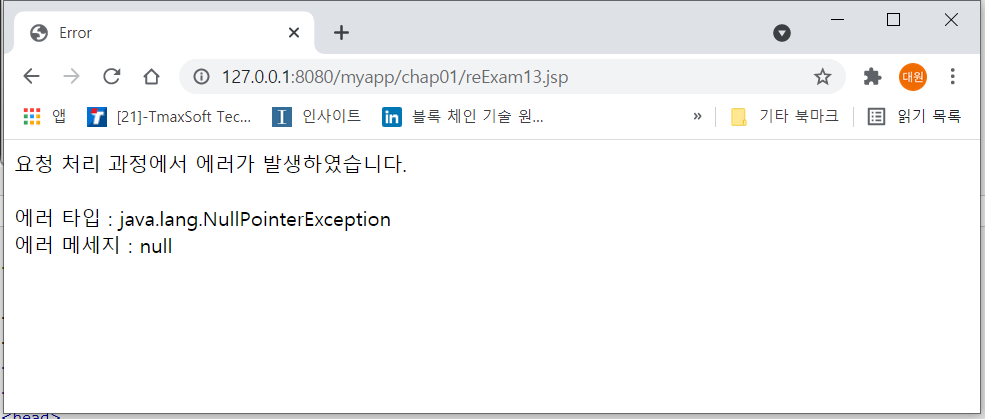 Error
127.0.0.1:8080/myapp/chap01/reExam13.jsp
대원
앱
[21]-TmaxSoft Tec...
인사이트
블록 체인 기술 원...
»
기타 북마크
읽기 목록
요청 처리 과정에서 에러가 발생하였습니다.
에러 타입 : java.lang.NullPointerException
에러 메세지 : null
<head>